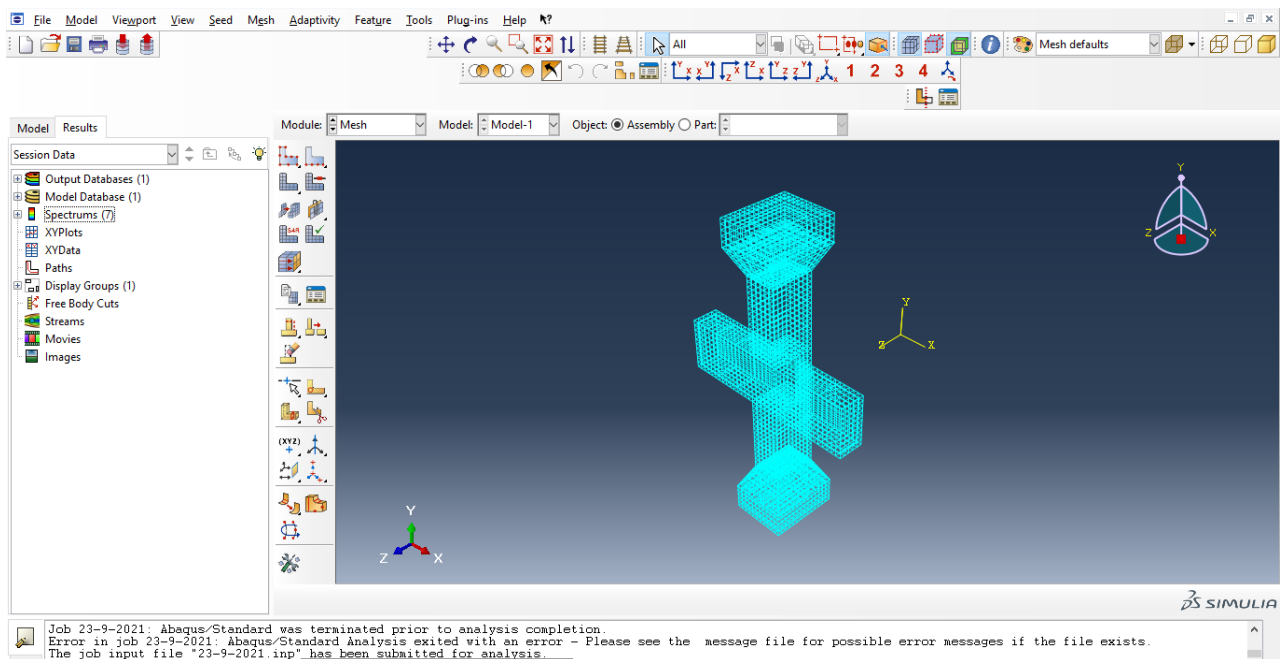 File Model Viewport View Seed Mesh Adaptivity Feature Tools Plug-ins Help
All Mesh defaults
1 2 3 4
Model Results Module: Mesh Model: Model-1 Object: Assembly Part:
Session Data
Output Databases (1)
Model Database (1)
Spectrums (7)
XYPlots
XYData
Paths
Display Groups (1)
Free Body Cuts
Streams
Movies
Images
(XYZ)
Y
Z X
Y
Z X
Y
Z X
SIMULIA
Job 23-9-2021: Abaqus/Standard was terminated prior to analysis completion.
Error in job 23-9-2021: Abaqus/Standard Analysis exited with an error - Please see the message file for possible error messages if the file exists.
The job input file "23-9-2021.inp" has been submitted for analysis.